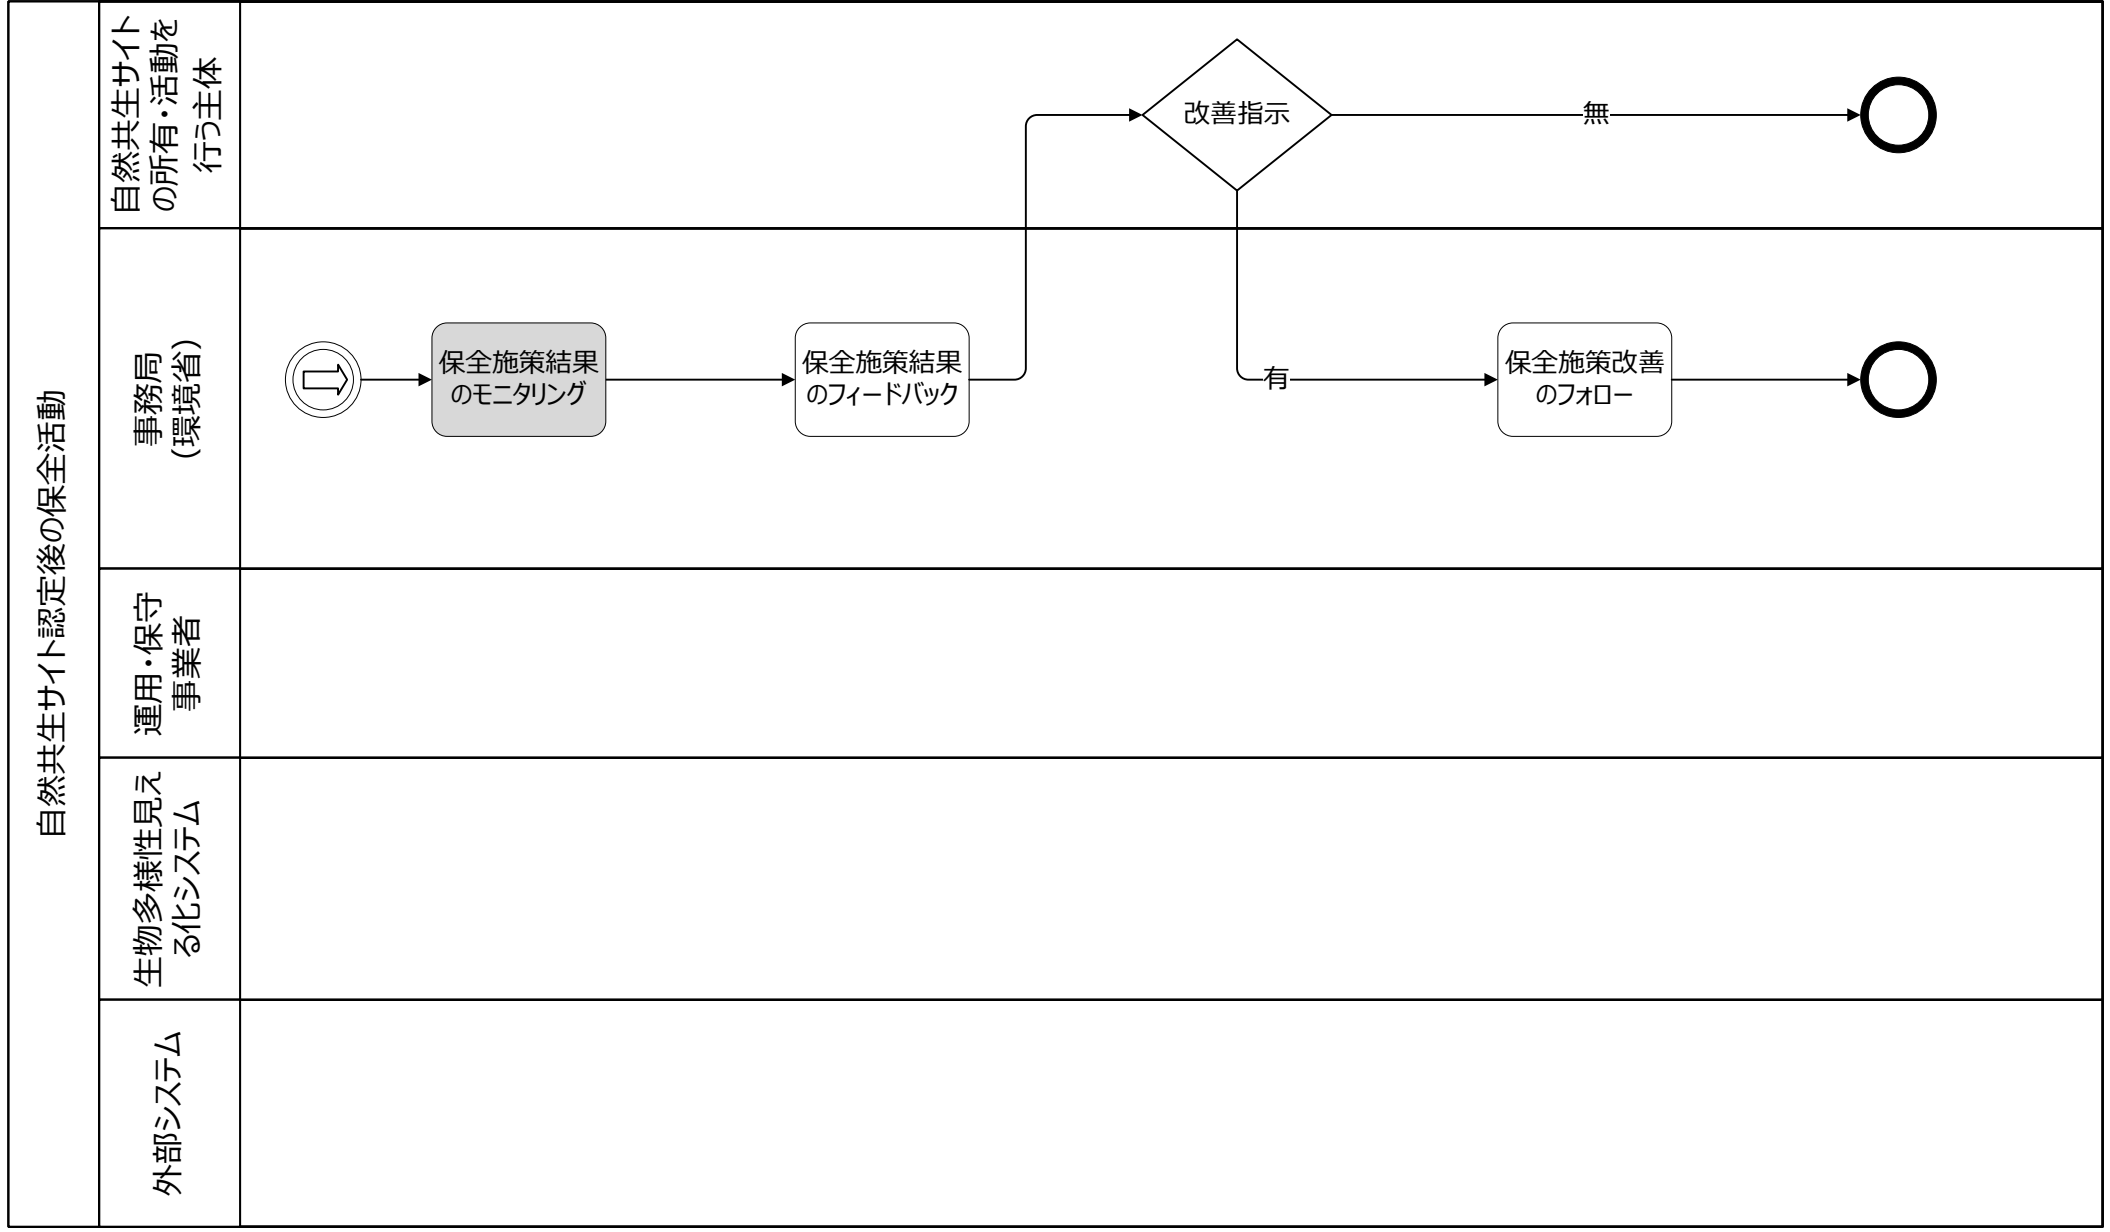 自然共生サイト認定後の保全活動
自然共生サイト
の所有・活動を
行う主体
改善指示
無
事務局
(環境省)
保全施策結果
のモニタリング
保全施策結果
のフィードバック
有
保全施策改善
のフォロー
運用・保守
事業者
生物多様性見え
る化システム
外部システム